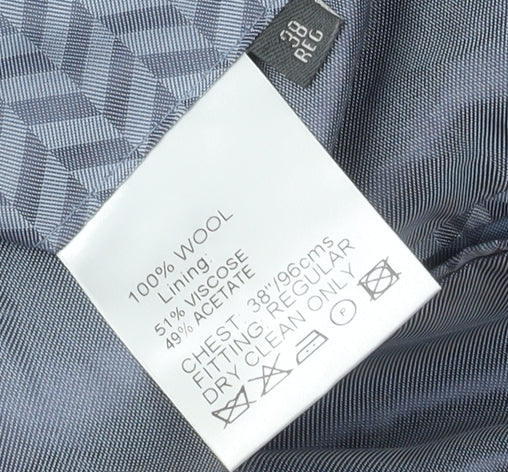 38
REG
100% WOOL
Lining:
51% VISCOSE
49% ACETATE
CHEST: 38"/96cms
FITTING: REGULAR
DRY CLEAN ONLY
P